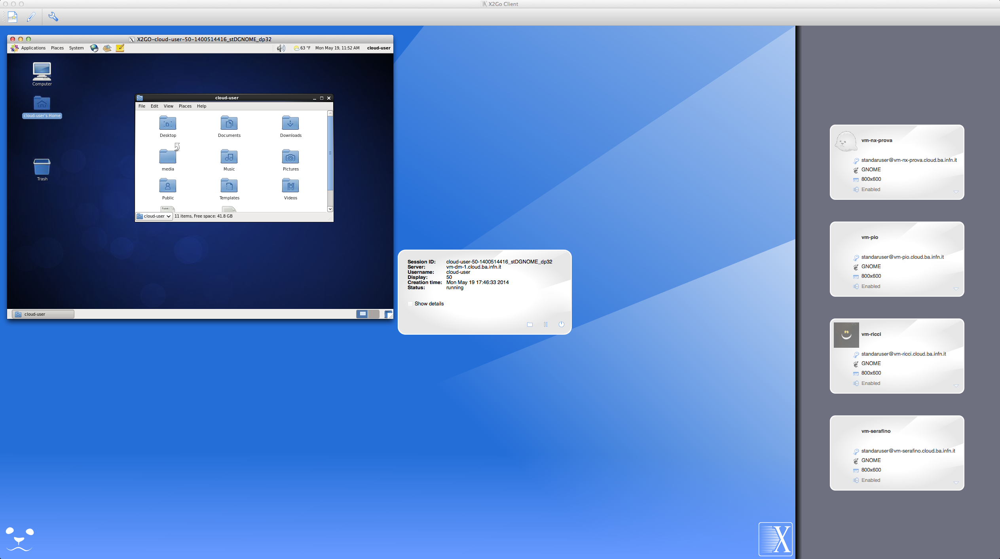 X2Go Client
X2GO-cloud-user-50-1400514416_stDGNOME_dp32
Applications Places System 63 °F Mon May 19, 11:52 AM cloud-user
Computer
cloud-user's Home
Trash
cloud-user
File Edit View Places Help
Desktop Documents Downloads
media Music Pictures
Public Templates Videos
fuse:
cloud-user 11 items, Free space: 41.8 GB
cloud-user
Session ID: cloud-user-50-1400514416_stDGNOME_dp32
Server: vm-dm-1.cloud.ba.infn.it
Username: cloud-user
Display: 50
Creation time: Mon May 19 17:46:33 2014
Status: running
Show details
vm-nx-prova
standaruser@vm-nx-prova.cloud.ba.infn.it
GNOME
800x600
Enabled
vm-pio
standaruser@vm-pio.cloud.ba.infn.it
GNOME
800x600
Enabled
vm-ricci
standaruser@vm-ricci.cloud.ba.infn.it
GNOME
800x600
Enabled
vm-serafino
standaruser@vm-serafino.cloud.ba.infn.it
GNOME
800x600
Enabled
X